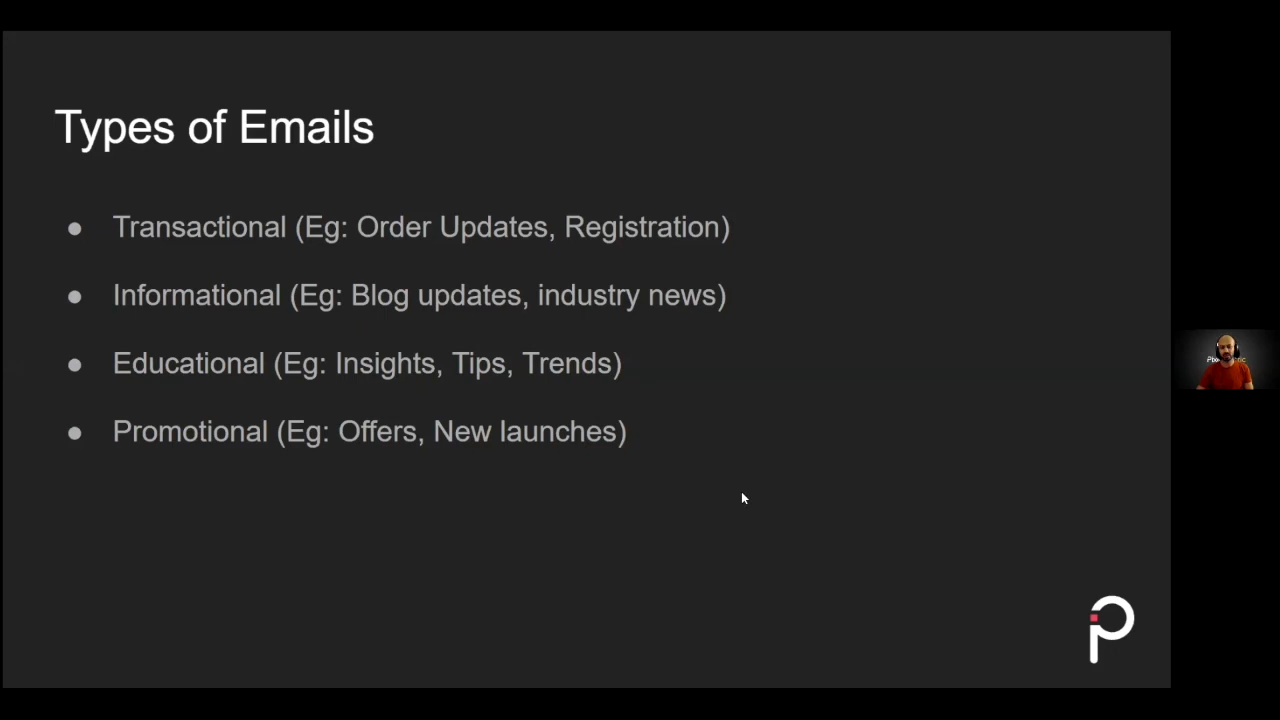 Types of Emails
● Transactional (Eg: Order Updates, Registration)
● Informational (Eg: Blog updates, industry news)
● Educational (Eg: Insights, Tips, Trends)
● Promotional (Eg: Offers, New launches)